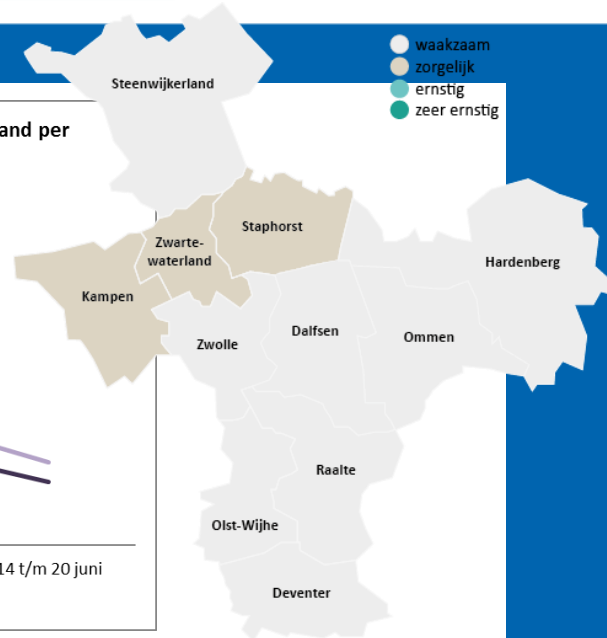 waakzaam
zorgelijk
ernstig
zeer ernstig
Steenwijkerland
and per
Staphorst
Zwarte-
waterland
Hardenberg
Kampen
Zwolle
Dalfsen
Ommen
Raalte
Olst-Wijhe
14 t/m 20 juni
Deventer